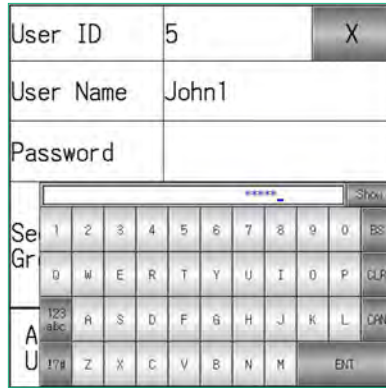 User ID 5 X
User Name John1
Password
***** Show
Se 1 2 3 4 5 6 7 8 9 0 BS
Gr Q W E R T Y U I O P CLR
123 abc A S D F G H J K L CAN
A
U !?# Z X C V B N M ENT